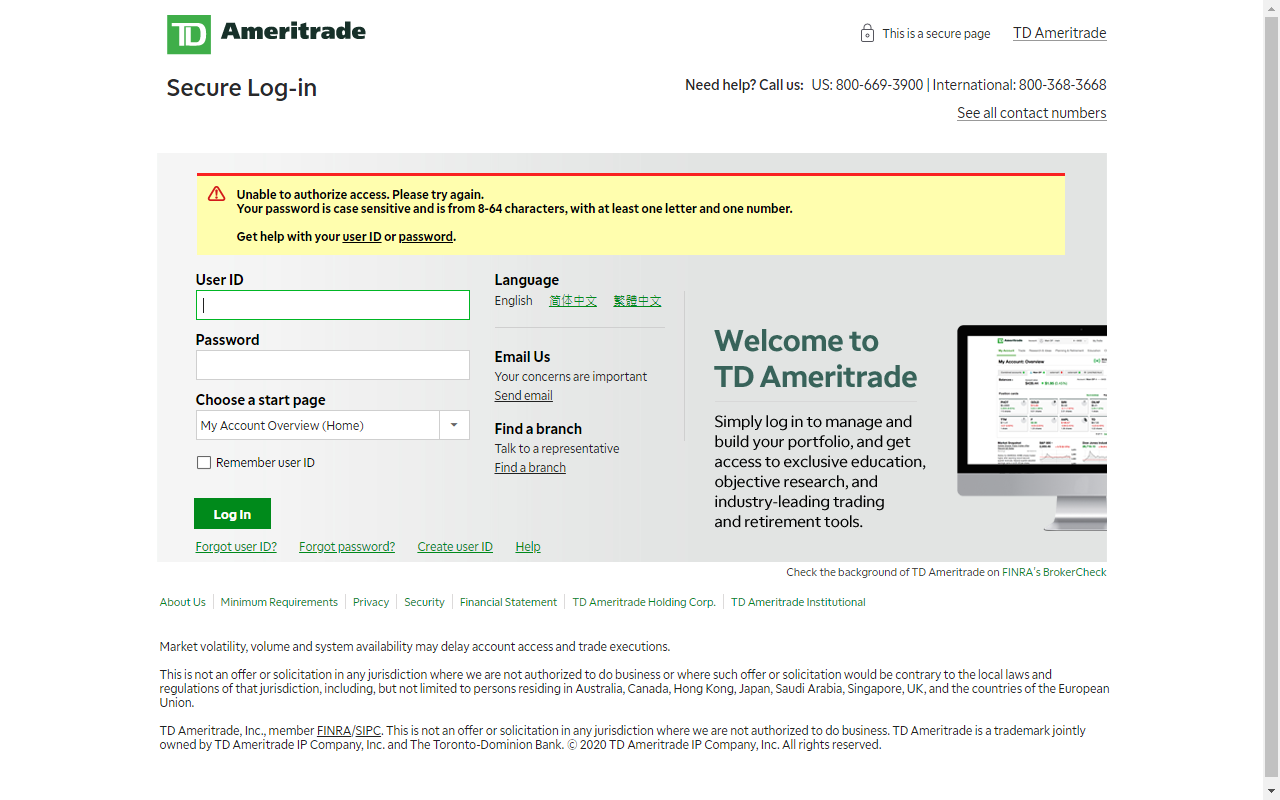 TD Ameritrade
This is a secure page
TD Ameritrade
Secure Log-in
Need help? Call us: US: 800-669-3900 | International: 800-368-3668
See all contact numbers
Unable to authorize access. Please try again.
Your password is case sensitive and is from 8-64 characters, with at least one letter and one number.
Get help with your user ID or password.
User ID
Password
Choose a start page
My Account Overview (Home)
Remember user ID
Log In
Forgot user ID? Forgot password? Create user ID Help
Language
English 简体中文 繁體中文
Email Us
Your concerns are important
Send email
Find a branch
Talk to a representative
Find a branch
Welcome to
TD Ameritrade
Simply log in to manage and
build your portfolio, and get
access to exclusive education,
objective research, and
industry-leading trading
and retirement tools.
Ameritrade
My Account: Overview
Check the background of TD Ameritrade on FINRA's BrokerCheck
About Us Minimum Requirements Privacy Security Financial Statement TD Ameritrade Holding Corp. TD Ameritrade Institutional
Market volatility, volume and system availability may delay account access and trade executions.
This is not an offer or solicitation in any jurisdiction where we are not authorized to do business or where such offer or solicitation would be contrary to the local laws and
regulations of that jurisdiction, including, but not limited to persons residing in Australia, Canada, Hong Kong, Japan, Saudi Arabia, Singapore, UK, and the countries of the European
Union.
TD Ameritrade, Inc., member FINRA/SIPC. This is not an offer or solicitation in any jurisdiction where we are not authorized to do business. TD Ameritrade is a trademark jointly
owned by TD Ameritrade IP Company, Inc. and The Toronto-Dominion Bank. © 2020 TD Ameritrade IP Company, Inc. All rights reserved.